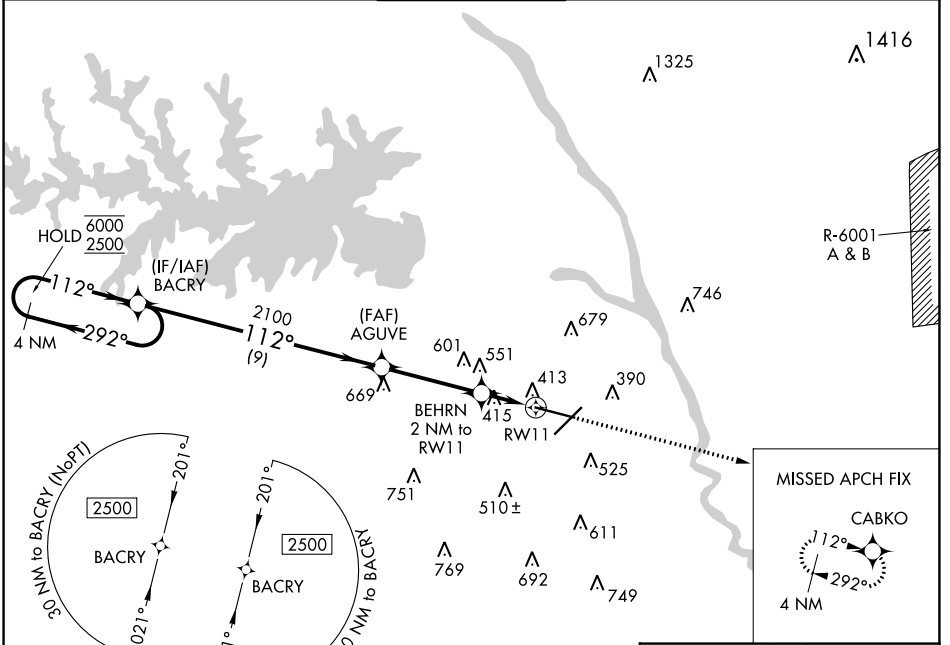 1325
1416
HOLD 6000
2500
(IF/IAF)
BACRY
112°
292°
4 NM
2100
112°
(9)
(FAF)
AGUVE
669
601
551
BEHRN
2 NM to
RW11
415
413
RW11
679
746
390
R-6001
A & B
525
751
510±
611
769
692
749
30 NM to BACRY (NoPT)
201°
2500
BACRY
021°
201°
2500
BACRY
1°
0 NM to BACRY
MISSED APCH FIX
CABKO
112°
292°
4 NM